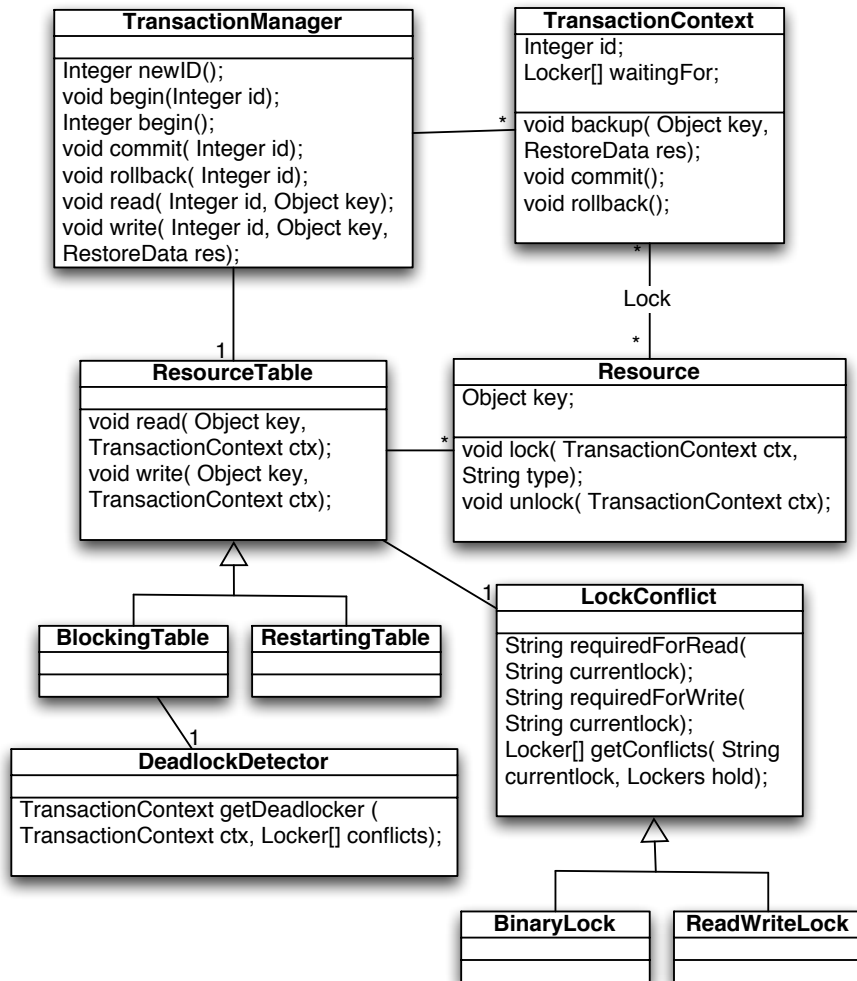 TransactionManager
Integer newID();
void begin(Integer id);
Integer begin();
void commit( Integer id);
void rollback( Integer id);
void read( Integer id, Object key);
void write( Integer id, Object key,
RestoreData res);
TransactionContext
Integer id;
Locker[] waitingFor;
void backup( Object key,
RestoreData res);
void commit();
void rollback();
*
*
Lock
*
1
ResourceTable
void read( Object key,
TransactionContext ctx);
void write( Object key,
TransactionContext ctx);
*
Resource
Object key;
void lock( TransactionContext ctx,
String type);
void unlock( TransactionContext ctx);
1
LockConflict
String requiredForRead(
String currentlock);
String requiredForWrite(
String currentlock);
Locker[] getConflicts( String
currentlock, Lockers hold);
BlockingTable
RestartingTable
1
DeadlockDetector
TransactionContext getDeadlocker (
TransactionContext ctx, Locker[] conflicts);
BinaryLock
ReadWriteLock